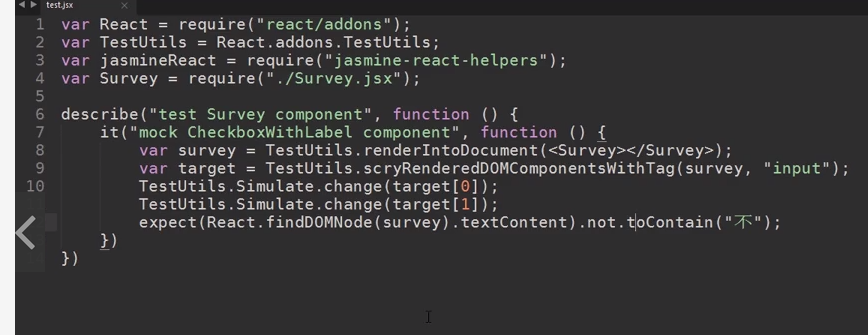 test.jsx
1 var React = require("react/addons");
2 var TestUtils = React.addons.TestUtils;
3 var jasmineReact = require("jasmine-react-helpers");
4 var Survey = require("./Survey.jsx");
5
6 describe("test Survey component", function () {
7 it("mock CheckboxWithLabel component", function () {
8 var survey = TestUtils.renderIntoDocument(<Survey></Survey>);
9 var target = TestUtils.scryRenderedDOMComponentsWithTag(survey, "input");
10 TestUtils.Simulate.change(target[0]);
TestUtils.Simulate.change(target[1]);
expect(React.findDOMNode(survey).textContent).not.toContain("不");
})
})